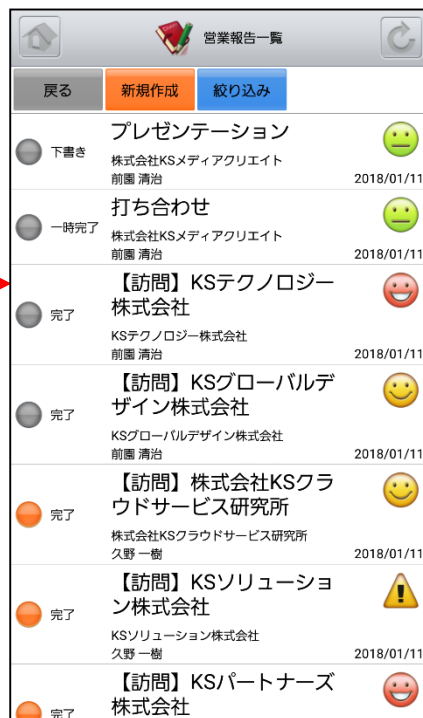 営業報告一覧
戻る
新規作成
絞り込み
プレゼンテーション
下書き
株式会社KSメディアクリエイト
前園 清治
2018/01/11
打ち合わせ
一時完了
株式会社KSメディアクリエイト
前園 清治
2018/01/11
【訪問】KSテクノロジー
株式会社
完了
KSテクノロジー株式会社
前園 清治
2018/01/11
【訪問】KSグローバルデ
ザイン株式会社
完了
KSグローバルデザイン株式会社
前園 清治
2018/01/11
【訪問】株式会社KSクラ
ウドサービス研究所
完了
株式会社KSクラウドサービス研究所
久野 一樹
2018/01/11
【訪問】KSソリューショ
ン株式会社
完了
KSソリューション株式会社
久野 一樹
2018/01/11
【訪問】KSパートナーズ
株式会社
完了